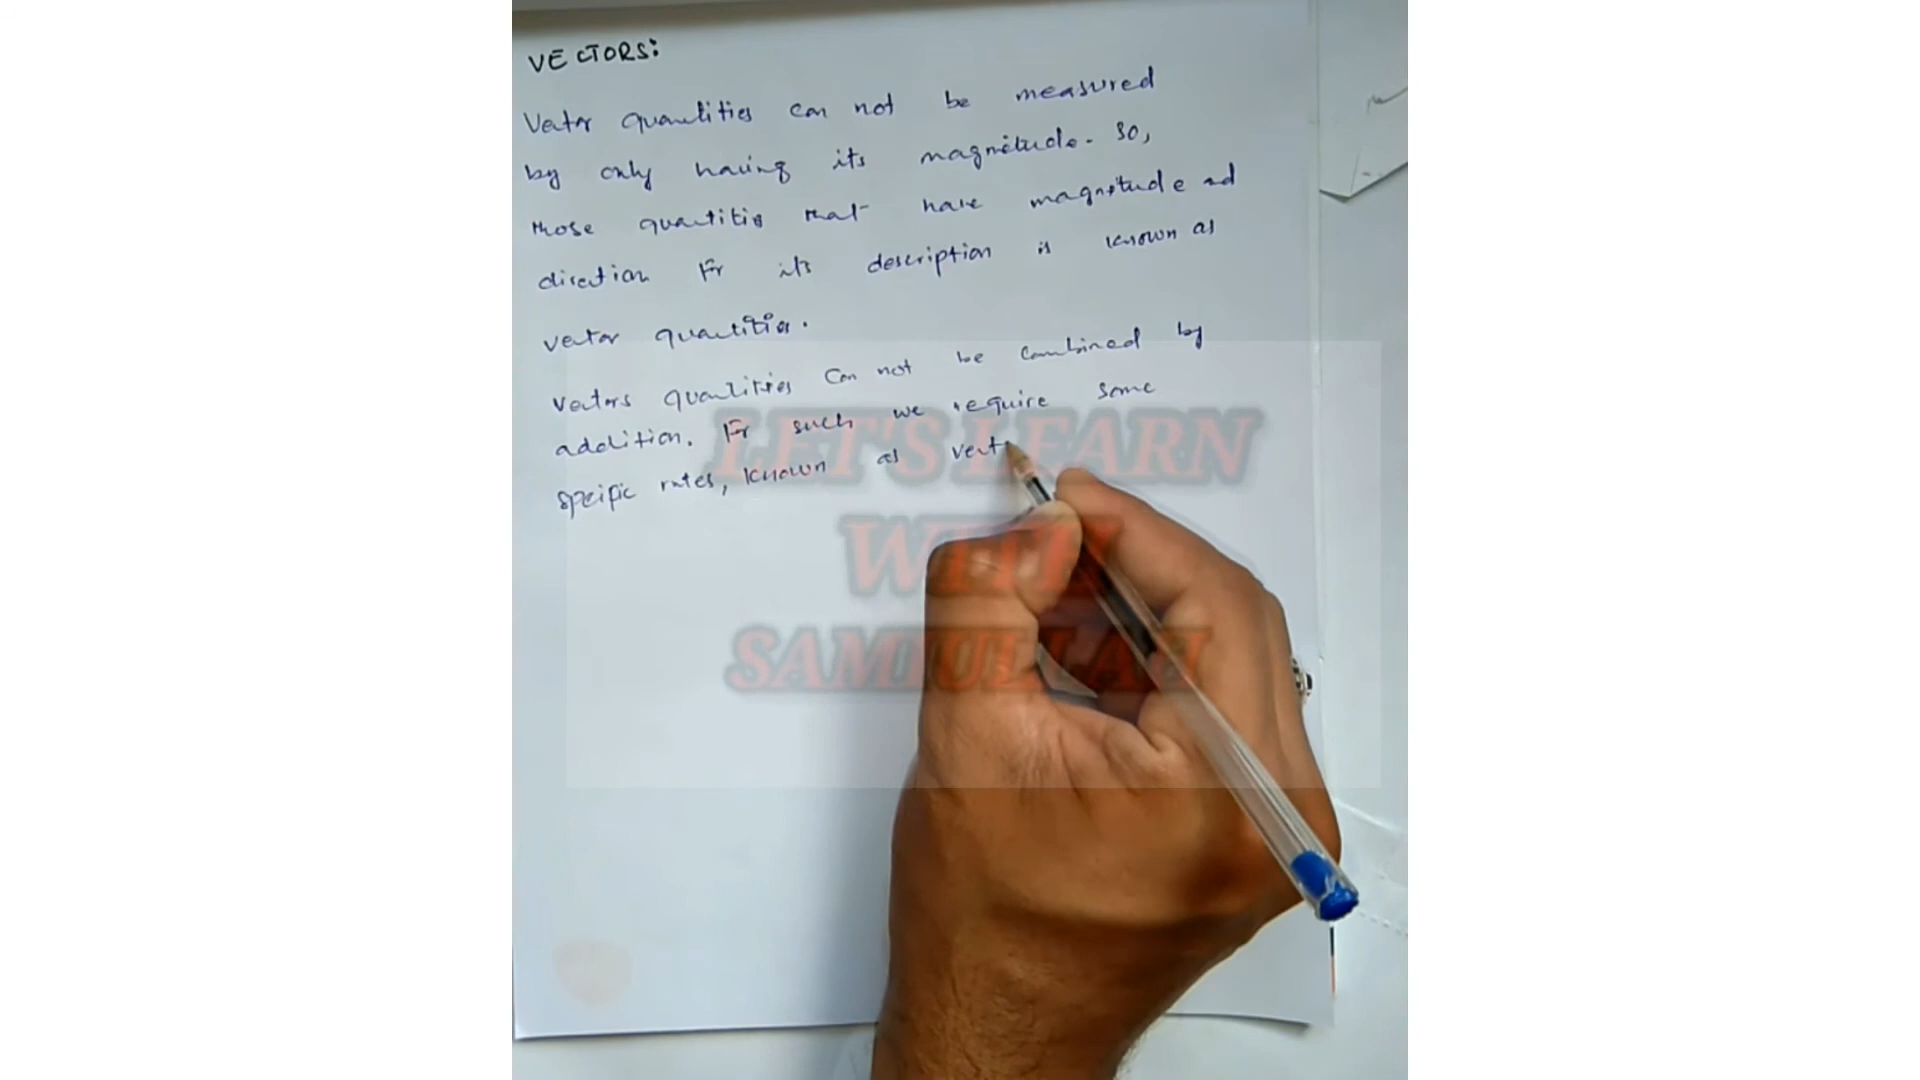 VECTORS:
Vector quantities can not be measured
by only having its magnitude. So,
those quantities that have magnitude and
direction for its description is known as
vector quantities.
Vectors quantities can not be combined by
addition. For such we require some
specific rules, known as vect
LET'S LEARN
WITH
SAMIULLAH